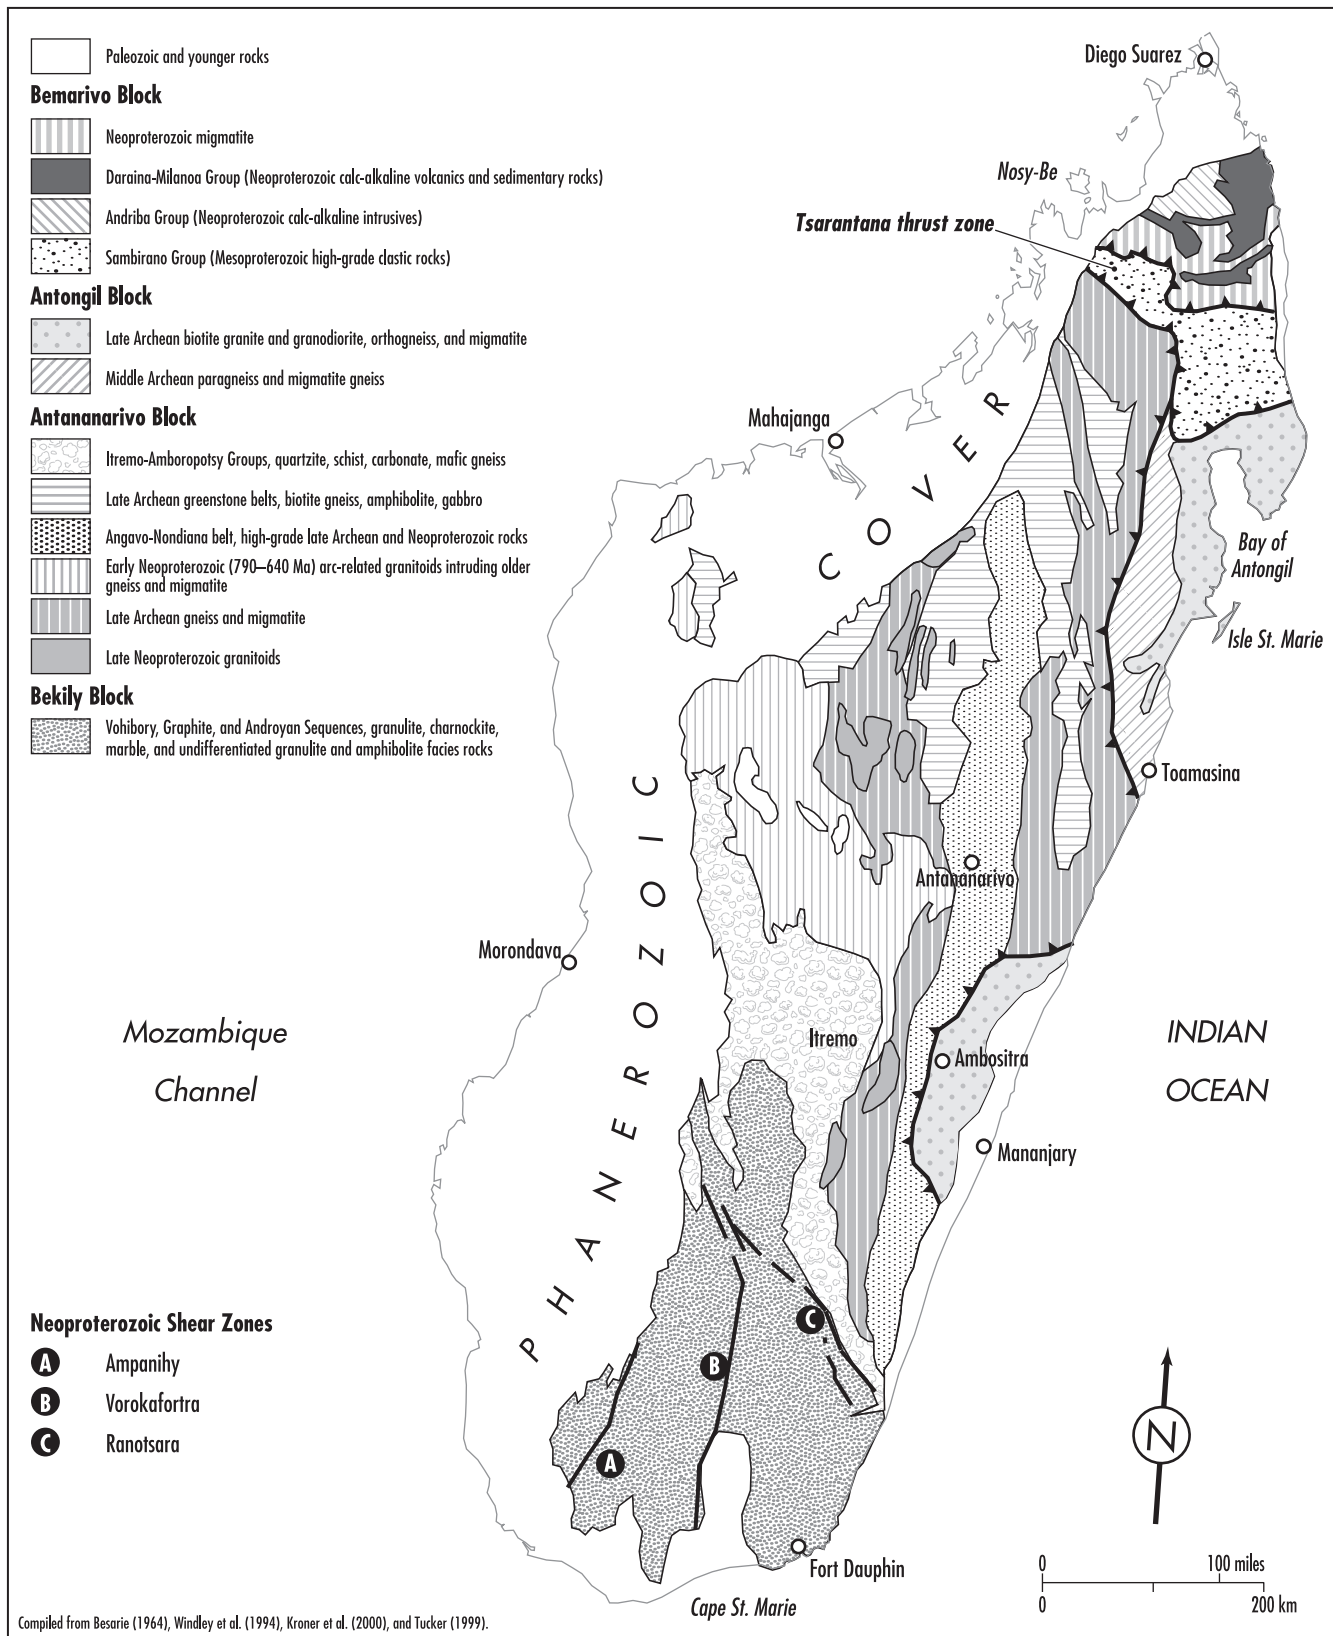 Paleozoic and younger rocks
Bemarivo Block
Neoproterozoic migmatite
Daraina-Milanoa Group (Neoproterozoic calc-alkaline volcanics and sedimentary rocks)
Andriba Group (Neoproterozoic calc-alkaline intrusives)
Sambirano Group (Mesoproterozoic high-grade clastic rocks)
Antongil Block
Late Archean biotite granite and granodiorite, orthogneiss, and migmatite
Middle Archean paragneiss and migmatite gneiss
Antananarivo Block
Itremo-Amboropotsy Groups, quartzite, schist, carbonate, mafic gneiss
Late Archean greenstone belts, biotite gneiss, amphibolite, gabbro
Angavo-Nondiana belt, high-grade late Archean and Neoproterozoic rocks
Early Neoproterozoic (790–640 Ma) arc-related granitoids intruding older
gneiss and migmatite
Late Archean gneiss and migmatite
Late Neoproterozoic granitoids
Bekily Block
Vohibory, Graphite, and Androyan Sequences, granulite, charnockite,
marble, and undifferentiated granulite and amphibolite facies rocks
Diego Suarez
Nosy-Be
Tsarantana thrust zone
Mahajanga
Bay of
Antongil
Isle St. Marie
Toamasina
Antananarivo
Morondava
Mozambique
Channel
Itremo
Ambositra
Mananjary
INDIAN
OCEAN
PHANEROZOIC
COVER
Neoproterozoic Shear Zones
A Ampanihy
B Vorokafortra
C Ranotsara
A
B
C
N
Fort Dauphin
Cape St. Marie
0 100 miles
0 200 km
Compiled from Besarie (1964), Windley et al. (1994), Kroner et al. (2000), and Tucker (1999).